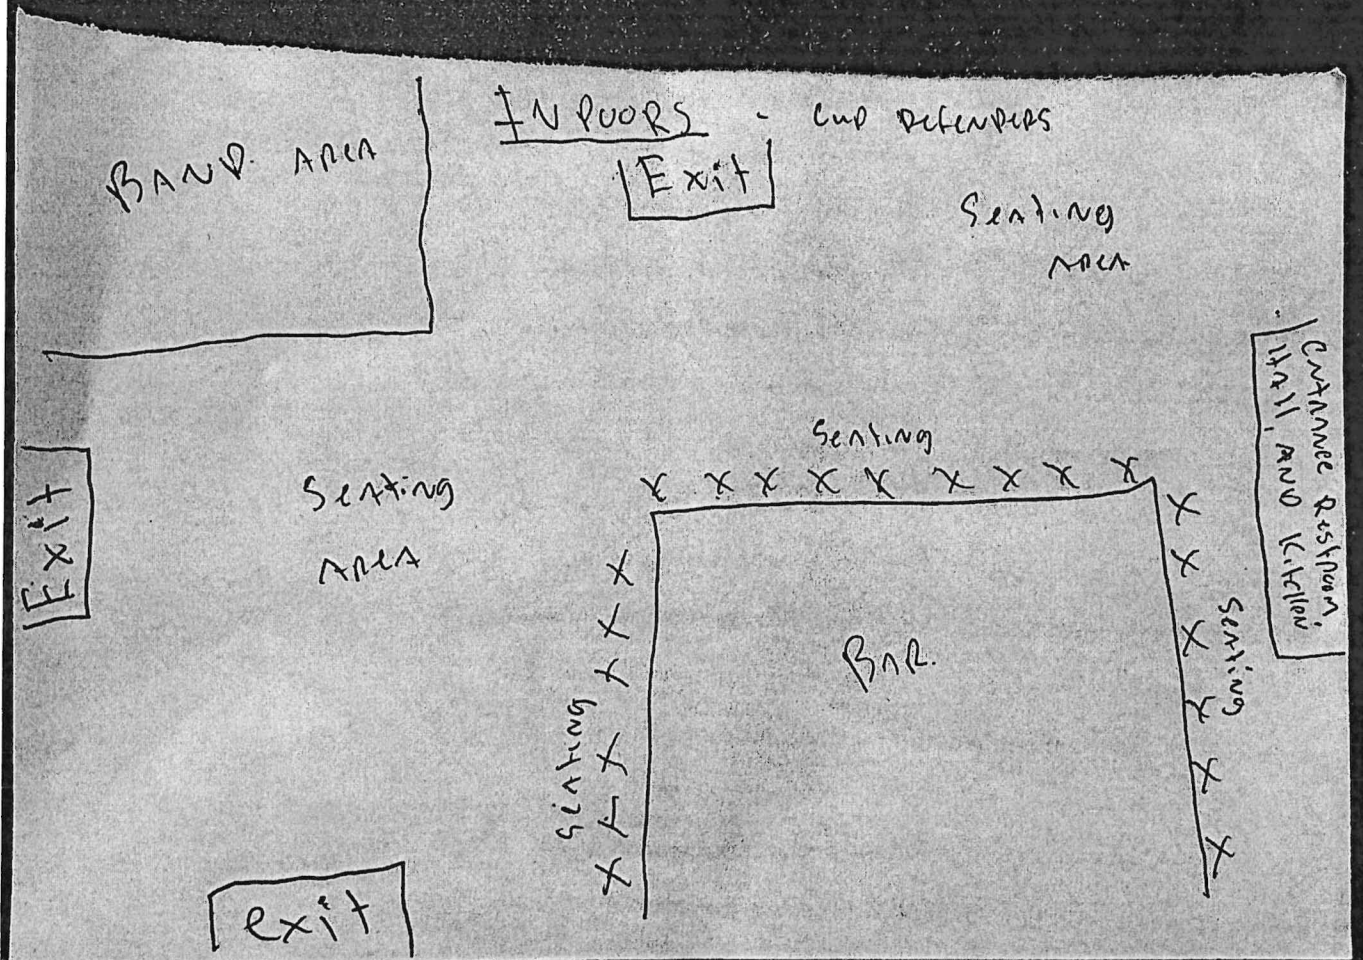 INDOORS - CUP DEFENDERS
BAND AREA
Exit
Seating
Area
Entrance Restroom,
Hall, AND Kitchen
Seating
X X X X X X X X X
Exit
Seating
Area
X
X
X
X
X
X
Seating
BAR.
X
X
X
X
X
X
Seating
exit